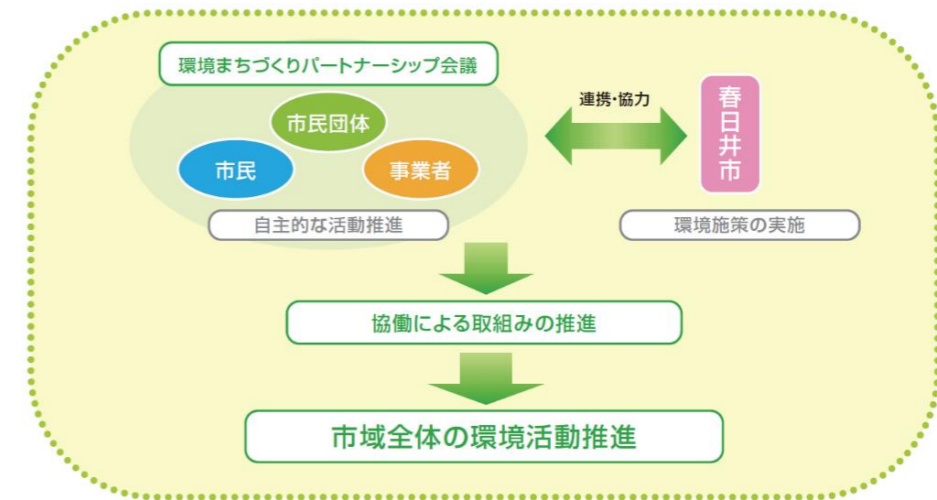 環境まちづくりパートナーシップ会議
市民団体
市民
事業者
自主的な活動推進
連携・協力
春日井市
環境施策の実施
協働による取組みの推進
市域全体の環境活動推進